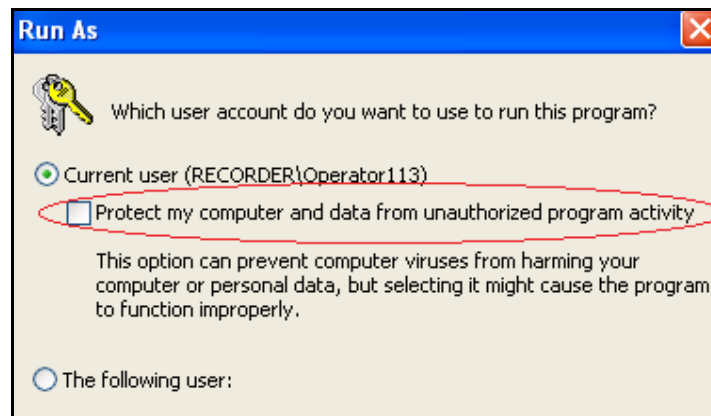 Run As
Which user account do you want to use to run this program?
Current user (RECORDER\Operator113)
Protect my computer and data from unauthorized program activity
This option can prevent computer viruses from harming your
computer or personal data, but selecting it might cause the program
to function improperly.
The following user: